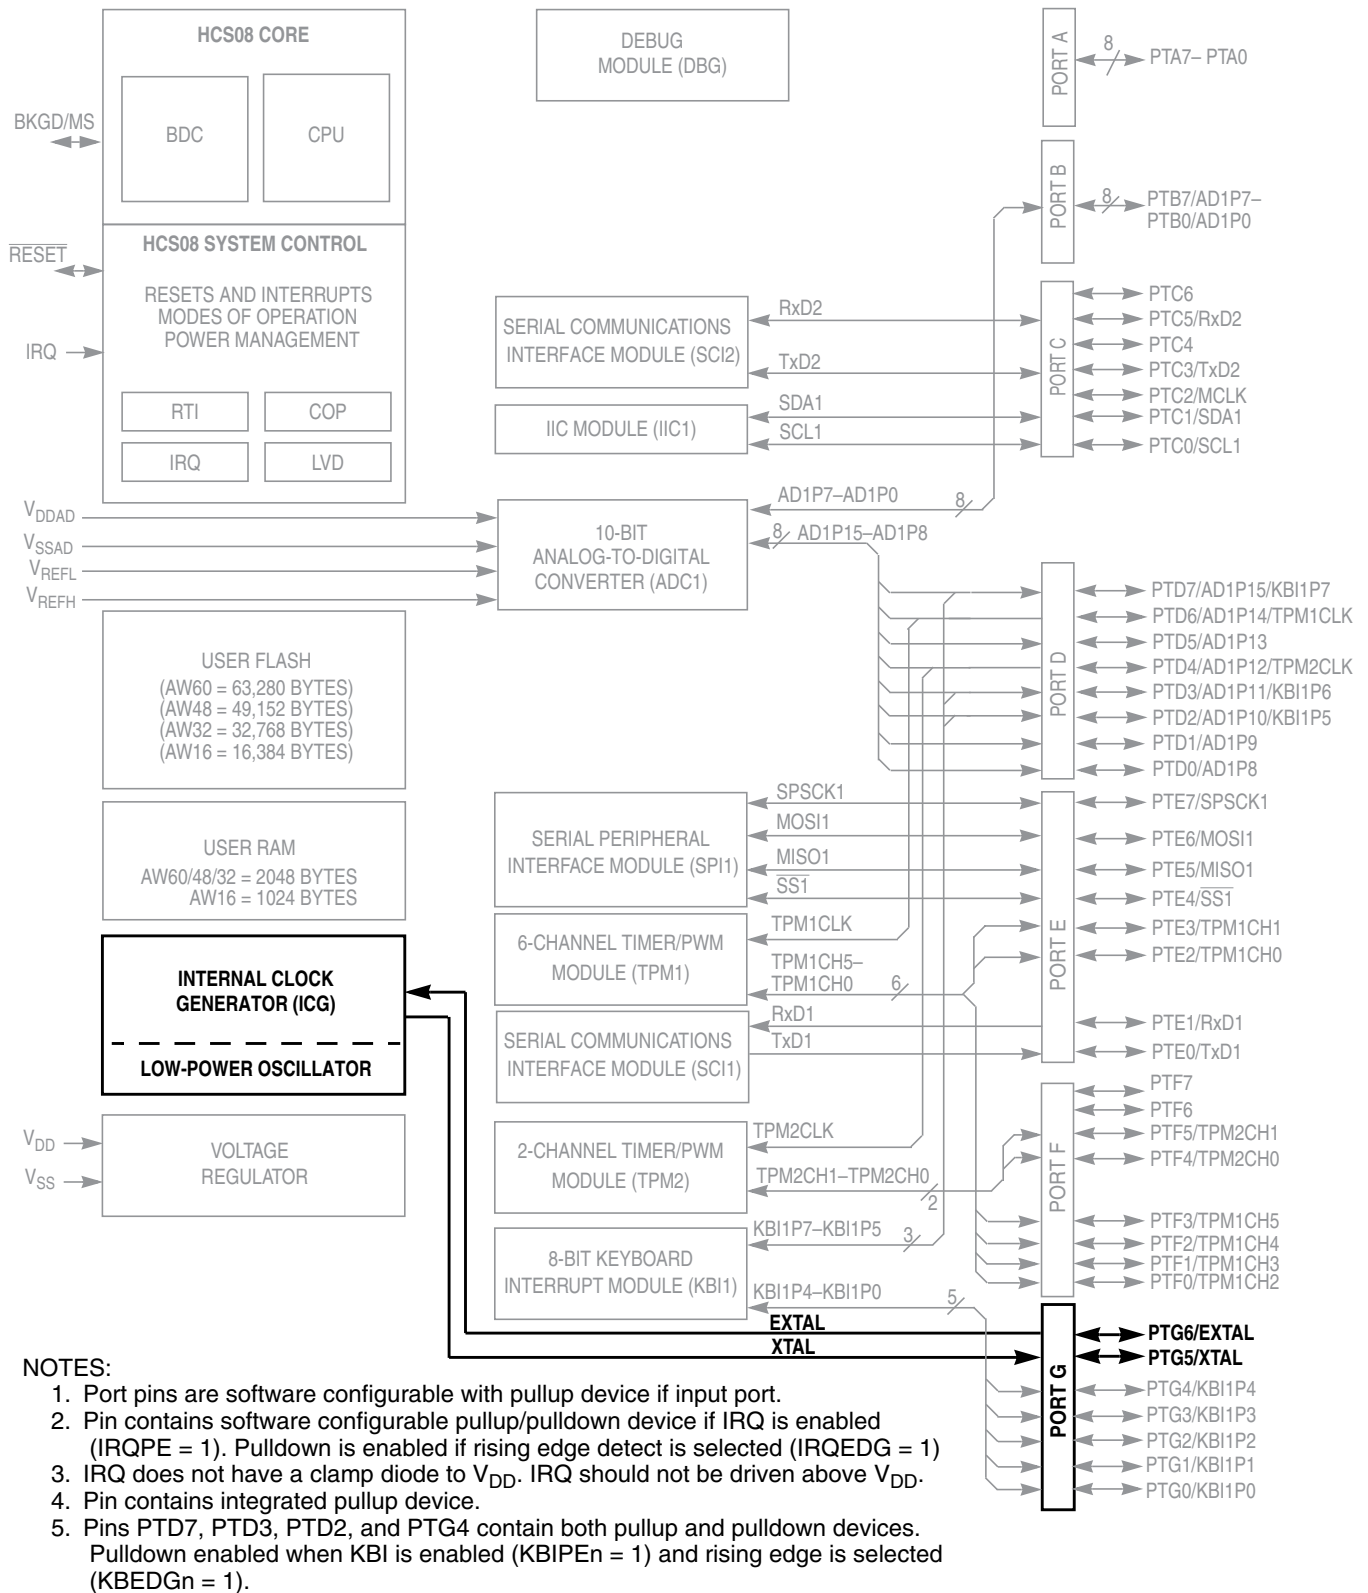 HCS08 CORE
BDC
CPU
BKGD/MS
HCS08 SYSTEM CONTROL
RESET
RESETS AND INTERRUPTS
MODES OF OPERATION
POWER MANAGEMENT
IRQ
RTI
COP
IRQ
LVD
VDDAD
VSSAD
VREFL
VREFH
USER FLASH
(AW60 = 63,280 BYTES)
(AW48 = 49,152 BYTES)
(AW32 = 32,768 BYTES)
(AW16 = 16,384 BYTES)
USER RAM
AW60/48/32 = 2048 BYTES
AW16 = 1024 BYTES
INTERNAL CLOCK
GENERATOR (ICG)
LOW-POWER OSCILLATOR
VDD
VSS
VOLTAGE
REGULATOR
DEBUG
MODULE (DBG)
SERIAL COMMUNICATIONS
INTERFACE MODULE (SCI2)
RxD2
TxD2
IIC MODULE (IIC1)
SDA1
SCL1
10-BIT
ANALOG-TO-DIGITAL
CONVERTER (ADC1)
AD1P7–AD1P0
8
8
AD1P15–AD1P8
SERIAL PERIPHERAL
INTERFACE MODULE (SPI1)
SPSCK1
MOSI1
MISO1
SS1
6-CHANNEL TIMER/PWM
MODULE (TPM1)
TPM1CLK
TPM1CH5–
TPM1CH0
6
SERIAL COMMUNICATIONS
INTERFACE MODULE (SCI1)
RxD1
TxD1
2-CHANNEL TIMER/PWM
MODULE (TPM2)
TPM2CLK
TPM2CH1–TPM2CH0
2
8-BIT KEYBOARD
INTERRUPT MODULE (KBI1)
KBI1P7–KBI1P5
3
KBI1P4–KBI1P0
5
EXTAL
XTAL
PORT A
8
PTA7– PTA0
PORT B
8
PTB7/AD1P7–
PTB0/AD1P0
PORT C
PTC6
PTC5/RxD2
PTC4
PTC3/TxD2
PTC2/MCLK
PTC1/SDA1
PTC0/SCL1
PORT D
PTD7/AD1P15/KBI1P7
PTD6/AD1P14/TPM1CLK
PTD5/AD1P13
PTD4/AD1P12/TPM2CLK
PTD3/AD1P11/KBI1P6
PTD2/AD1P10/KBI1P5
PTD1/AD1P9
PTD0/AD1P8
PORT E
PTE7/SPSCK1
PTE6/MOSI1
PTE5/MISO1
PTE4/SS1
PTE3/TPM1CH1
PTE2/TPM1CH0
PTE1/RxD1
PTE0/TxD1
PORT F
PTF7
PTF6
PTF5/TPM2CH1
PTF4/TPM2CH0
PTF3/TPM1CH5
PTF2/TPM1CH4
PTF1/TPM1CH3
PTF0/TPM1CH2
PORT G
PTG6/EXTAL
PTG5/XTAL
PTG4/KBI1P4
PTG3/KBI1P3
PTG2/KBI1P2
PTG1/KBI1P1
PTG0/KBI1P0
NOTES:
1. Port pins are software configurable with pullup device if input port.
2. Pin contains software configurable pullup/pulldown device if IRQ is enabled
(IRQPE = 1). Pulldown is enabled if rising edge detect is selected (IRQEDG = 1)
3. IRQ does not have a clamp diode to VDD. IRQ should not be driven above VDD.
4. Pin contains integrated pullup device.
5. Pins PTD7, PTD3, PTD2, and PTG4 contain both pullup and pulldown devices.
Pulldown enabled when KBI is enabled (KBIPEn = 1) and rising edge is selected
(KBEDGn = 1).